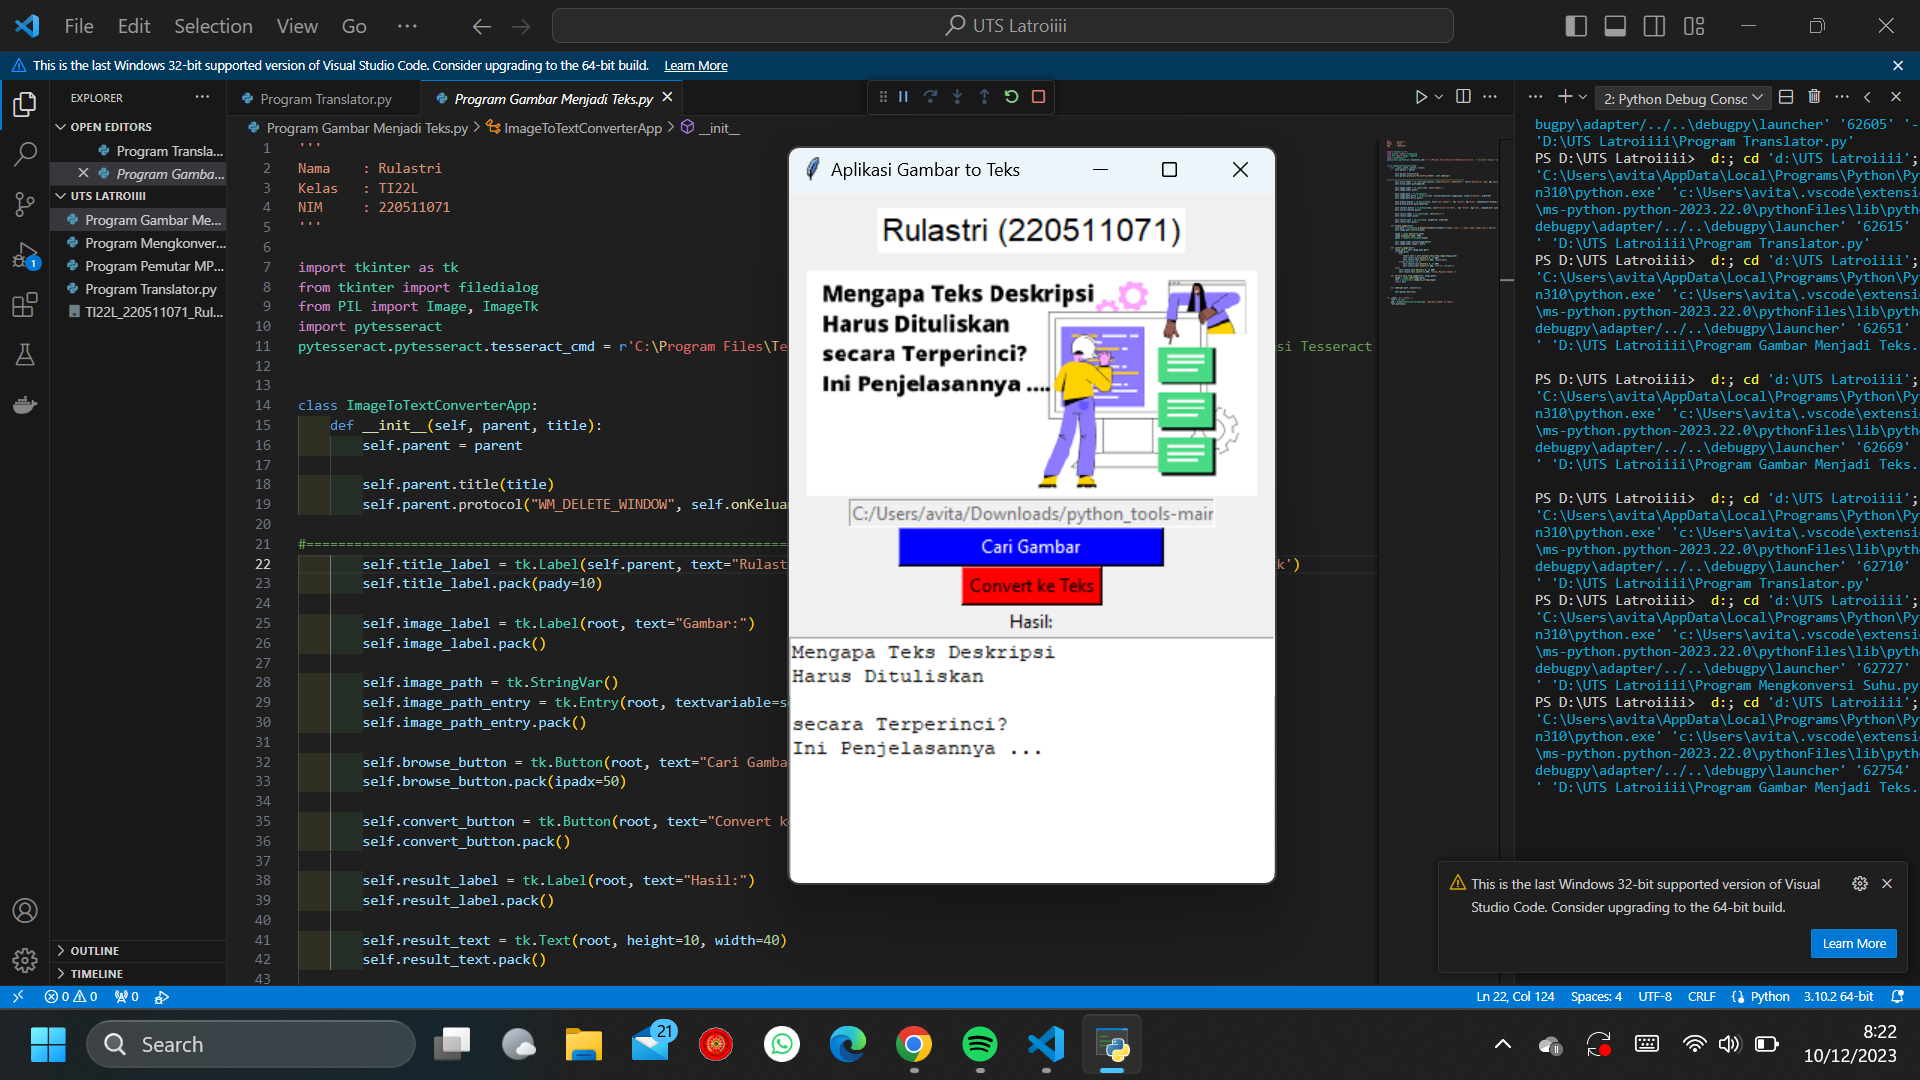 File Edit Selection View Go ···
UTS Latroiiii
This is the last Windows 32-bit supported version of Visual Studio Code. Consider upgrading to the 64-bit build. Learn More
EXPLORER
OPEN EDITORS
Program Transla...
Program Gamba...
UTS LATROIIII
Program Gambar Me...
Program Mengkonver...
Program Pemutar MP...
Program Translator.py
TI22L_220511071_Rul...
OUTLINE
TIMELINE
Program Translator.py
Program Gambar Menjadi Teks.py
Program Gambar Menjadi Teks.py > ImageToTextConverterApp > __init__
1 '''
2 Nama : Rulastri
3 Kelas : TI22L
4 NIM : 220511071
5 '''
6
7 import tkinter as tk
8 from tkinter import filedialog
9 from PIL import Image, ImageTk
10 import pytesseract
11 pytesseract.pytesseract.tesseract_cmd = r'C:\Program Files\Te si Tesseract
12
13
14 class ImageToTextConverterApp:
15 def __init__(self, parent, title):
16 self.parent = parent
17
18 self.parent.title(title)
19 self.parent.protocol("WM_DELETE_WINDOW", self.onKelua
20
21 #============================================================
22 self.title_label = tk.Label(self.parent, text="Rulast k')
23 self.title_label.pack(pady=10)
24
25 self.image_label = tk.Label(root, text="Gambar:")
26 self.image_label.pack()
27
28 self.image_path = tk.StringVar()
29 self.image_path_entry = tk.Entry(root, textvariable=s
30 self.image_path_entry.pack()
31
32 self.browse_button = tk.Button(root, text="Cari Gamba
33 self.browse_button.pack(ipadx=50)
34
35 self.convert_button = tk.Button(root, text="Convert k
36 self.convert_button.pack()
37
38 self.result_label = tk.Label(root, text="Hasil:")
39 self.result_label.pack()
40
41 self.result_text = tk.Text(root, height=10, width=40)
42 self.result_text.pack()
43
Aplikasi Gambar to Teks
Rulastri (220511071)
Mengapa Teks Deskripsi
Harus Dituliskan
secara Terperinci?
Ini Penjelasannya ....
C:/Users/avita/Downloads/python_tools-mair
Cari Gambar
Convert ke Teks
Hasil:
Mengapa Teks Deskripsi
Harus Dituliskan
secara Terperinci?
Ini Penjelasannya ...
2: Python Debug Consc
bugpy\adapter/../..\debugpy\launcher' '62605' '-
'D:\UTS Latroiiii\Program Translator.py'
PS D:\UTS Latroiiii> d:; cd 'd:\UTS Latroiiii';
'C:\Users\avita\AppData\Local\Programs\Python\Py
n310\python.exe' 'c:\Users\avita\.vscode\extensi
\ms-python.python-2023.22.0\pythonFiles\lib\pyth
debugpy\adapter/../..\debugpy\launcher' '62615'
' 'D:\UTS Latroiiii\Program Translator.py'
PS D:\UTS Latroiiii> d:; cd 'd:\UTS Latroiiii';
'C:\Users\avita\AppData\Local\Programs\Python\Py
n310\python.exe' 'c:\Users\avita\.vscode\extensi
\ms-python.python-2023.22.0\pythonFiles\lib\pyth
debugpy\adapter/../..\debugpy\launcher' '62651'
' 'D:\UTS Latroiiii\Program Gambar Menjadi Teks.
PS D:\UTS Latroiiii> d:; cd 'd:\UTS Latroiiii';
'C:\Users\avita\AppData\Local\Programs\Python\Py
n310\python.exe' 'c:\Users\avita\.vscode\extensi
\ms-python.python-2023.22.0\pythonFiles\lib\pyth
debugpy\adapter/../..\debugpy\launcher' '62669'
' 'D:\UTS Latroiiii\Program Gambar Menjadi Teks.
PS D:\UTS Latroiiii> d:; cd 'd:\UTS Latroiiii';
'C:\Users\avita\AppData\Local\Programs\Python\Py
n310\python.exe' 'c:\Users\avita\.vscode\extensi
\ms-python.python-2023.22.0\pythonFiles\lib\pyth
debugpy\adapter/../..\debugpy\launcher' '62710'
' 'D:\UTS Latroiiii\Program Translator.py'
PS D:\UTS Latroiiii> d:; cd 'd:\UTS Latroiiii';
'C:\Users\avita\AppData\Local\Programs\Python\Py
n310\python.exe' 'c:\Users\avita\.vscode\extensi
\ms-python.python-2023.22.0\pythonFiles\lib\pyth
debugpy\adapter/../..\debugpy\launcher' '62727'
' 'D:\UTS Latroiiii\Program Mengkonversi Suhu.py
PS D:\UTS Latroiiii> d:; cd 'd:\UTS Latroiiii';
'C:\Users\avita\AppData\Local\Programs\Python\Py
n310\python.exe' 'c:\Users\avita\.vscode\extensi
\ms-python.python-2023.22.0\pythonFiles\lib\pyth
debugpy\adapter/../..\debugpy\launcher' '62754'
' 'D:\UTS Latroiiii\Program Gambar Menjadi Teks.
This is the last Windows 32-bit supported version of Visual
Studio Code. Consider upgrading to the 64-bit build.
Learn More
0 0 0
Ln 22, Col 124 Spaces: 4 UTF-8 CRLF Python 3.10.2 64-bit
Search
21
8:22
10/12/2023